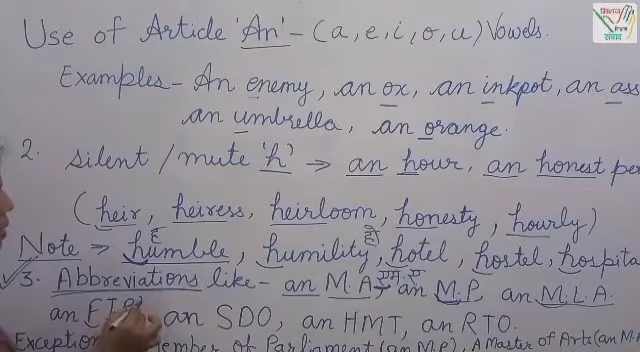 Use of Article 'An' - (a, e, i, o, u) Vowels.
Examples - An enemy, an ox, an inkpot, an ass
an umbrella, an orange.
2. silent / mute 'h' → an hour, an honest per
(heir, heiress, heirloom, honesty, hourly)
ह हो
Note ⇒ humble, humility, hotel, hostel, hospita
एम. ए
✓3. Abbreviations like - an M.A, an M.P, an M.L.A.
an FIR, an SDO, an HMT, an RTO.
Exception Member of Parliament (an M.P), A Master of Arts (an M.A
शिक्षण
संवाद